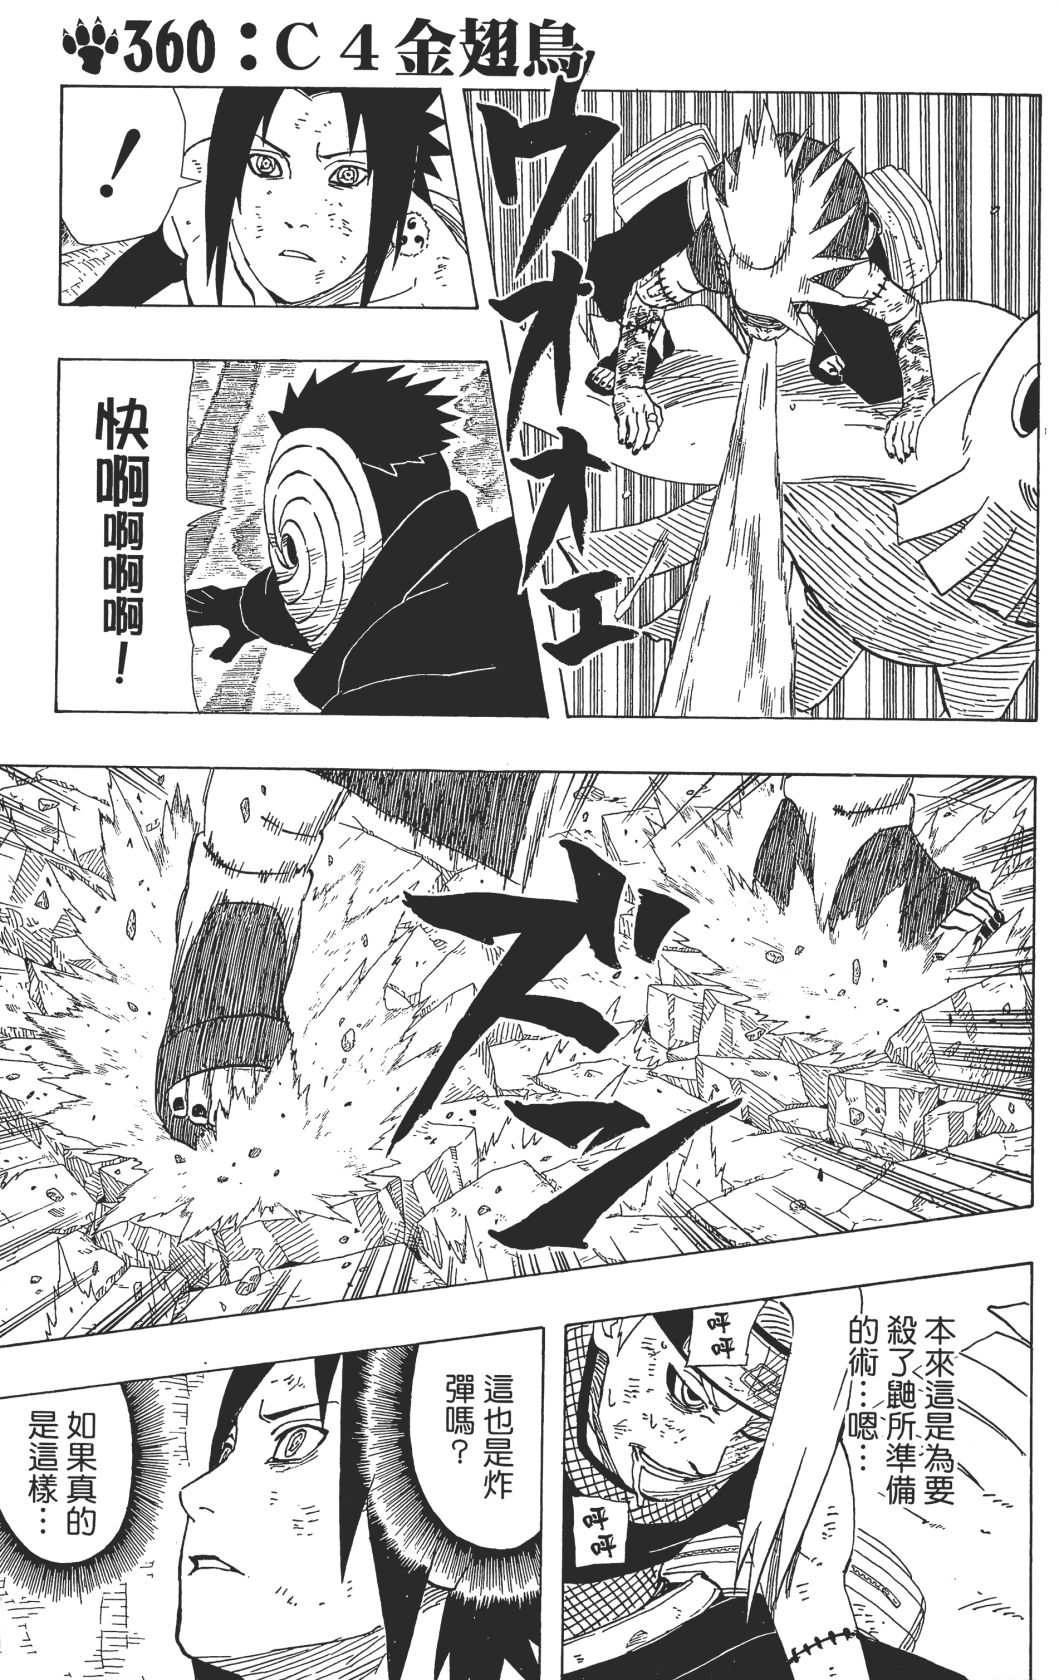 360：C4金翅鳥
ウオオオエ
！
快啊啊啊啊啊！
ズン
本來這是為要
殺了鼬所準備
的術…嗯…
呼呼
呼呼
這也是炸
彈嗎？
如果真的
是這樣…